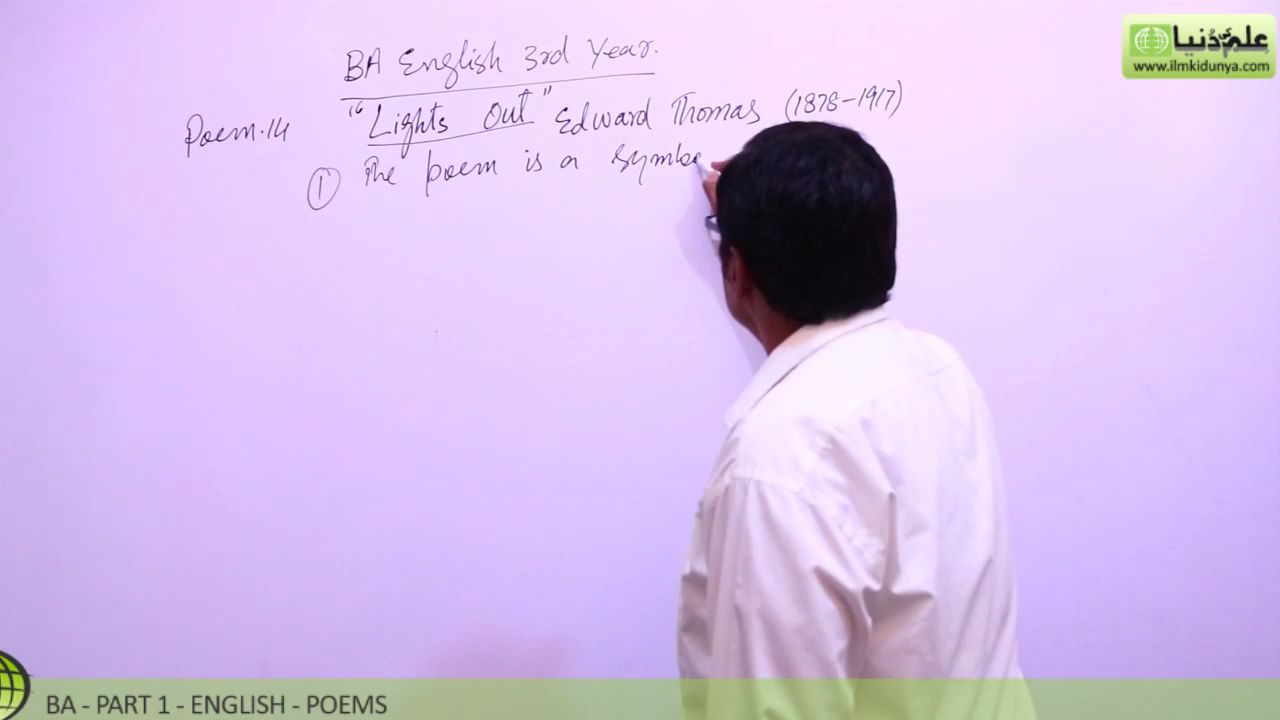 BA English 3rd Year.
Poem.14 "Lights Out" Edward Thomas (1878-1917)
① The poem is a Symbo
علم کی دُنیا
www.ilmkidunya.com
BA - PART 1 - ENGLISH - POEMS